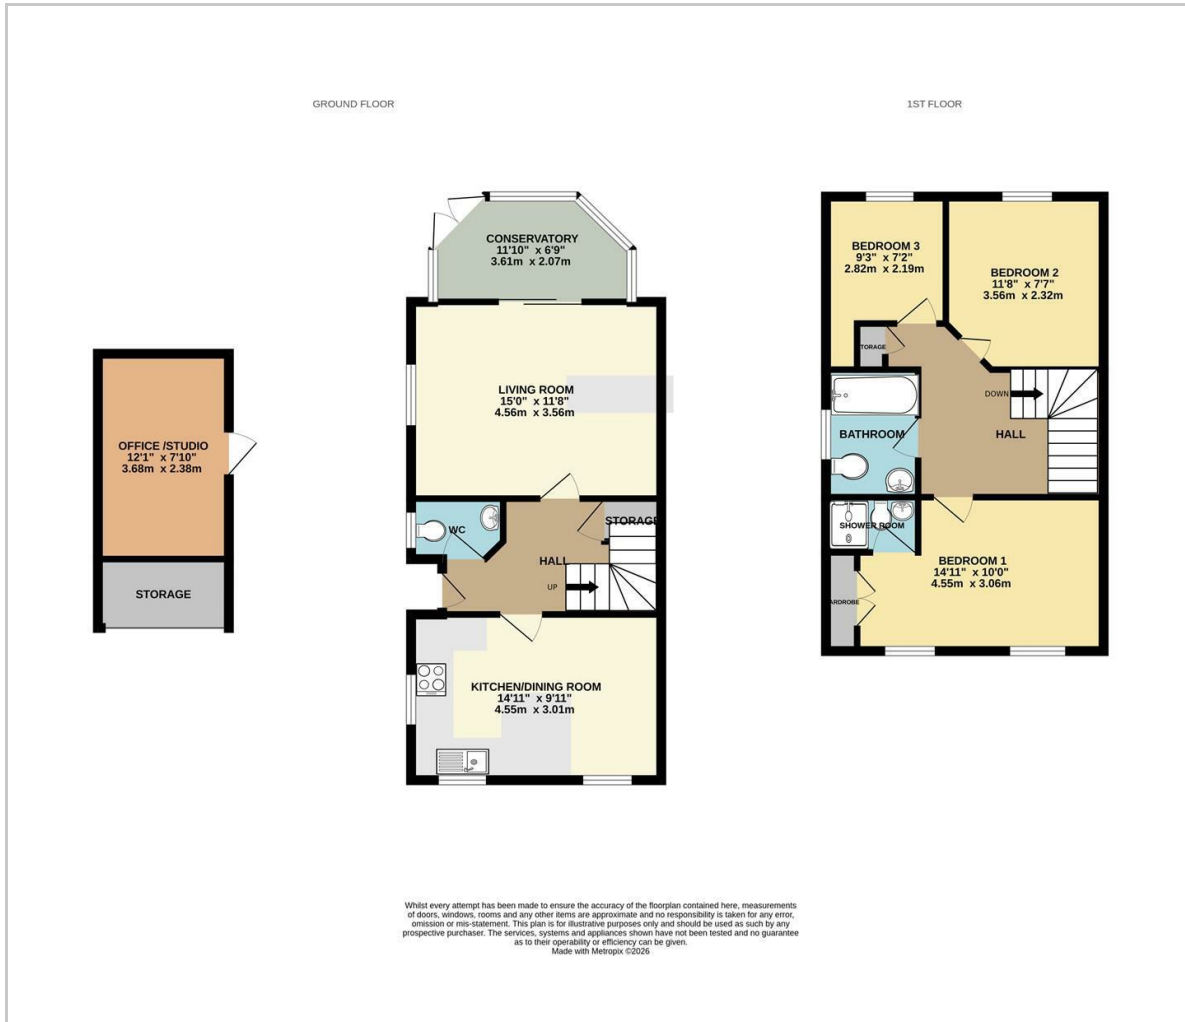 GROUND FLOOR
1ST FLOOR
CONSERVATORY
11'10" x 6'9"
3.61m x 2.07m
LIVING ROOM
15'0" x 11'8"
4.56m x 3.56m
OFFICE /STUDIO
12'1" x 7'10"
3.68m x 2.38m
STORAGE
WC
STORAGE
HALL
UP
KITCHEN/DINING ROOM
14'11" x 9'11"
4.55m x 3.01m
BEDROOM 3
9'3" x 7'2"
2.82m x 2.19m
BEDROOM 2
11'8" x 7'7"
3.56m x 2.32m
TORAGE
DOWN
BATHROOM
HALL
SHOWER ROOM
BEDROOM 1
14'11" x 10'0"
4.55m x 3.06m
ARDROBE
Whilst every attempt has been made to ensure the accuracy of the floorplan contained here, measurements
of doors, windows, rooms and any other items are approximate and no responsibility is taken for any error,
omission or mis-statement. This plan is for illustrative purposes only and should be used as such by any
prospective purchaser. The services, systems and appliances shown have not been tested and no guarantee
as to their operability or efficiency can be given.
Made with Metropix ©2026